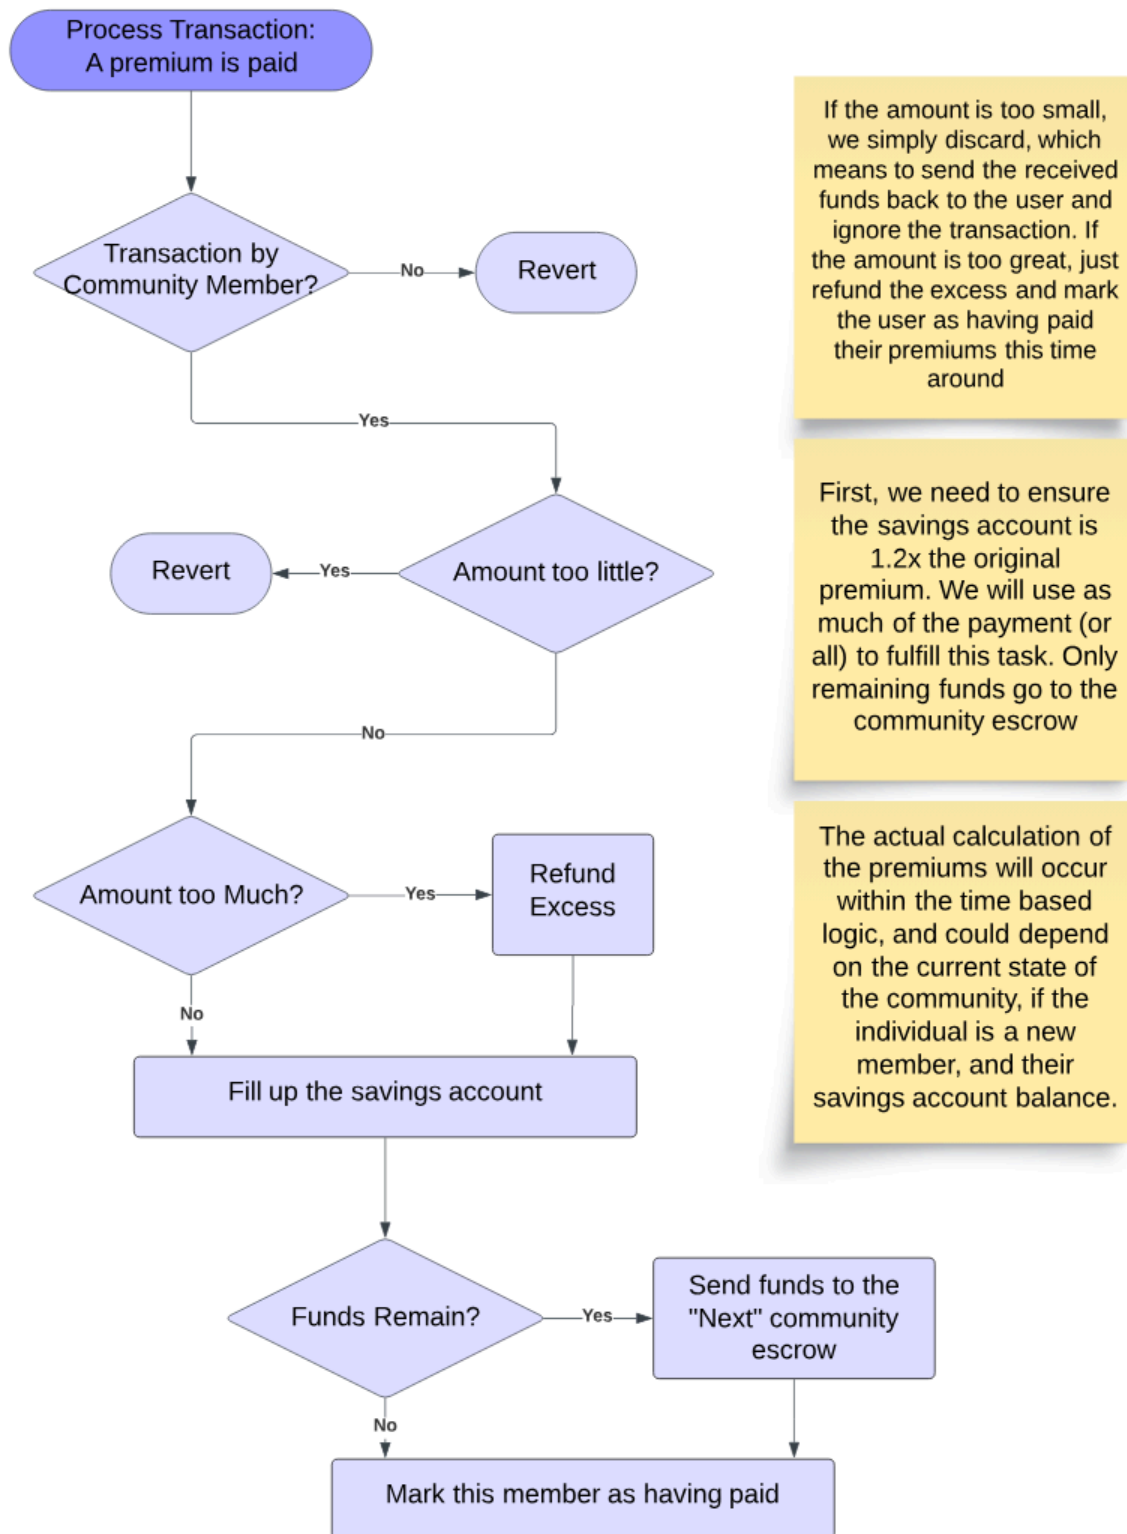 Process Transaction:
A premium is paid
Transaction by
Community Member?
No
Revert
Yes
Amount too little?
Yes
Revert
No
Amount too Much?
Yes
Refund
Excess
No
Fill up the savings account
Funds Remain?
Yes
Send funds to the
"Next" community
escrow
No
Mark this member as having paid
If the amount is too small,
we simply discard, which
means to send the received
funds back to the user and
ignore the transaction. If
the amount is too great, just
refund the excess and mark
the user as having paid
their premiums this time
around
First, we need to ensure
the savings account is
1.2x the original
premium. We will use as
much of the payment (or
all) to fulfill this task. Only
remaining funds go to the
community escrow
The actual calculation of
the premiums will occur
within the time based
logic, and could depend
on the current state of
the community, if the
individual is a new
member, and their
savings account balance.